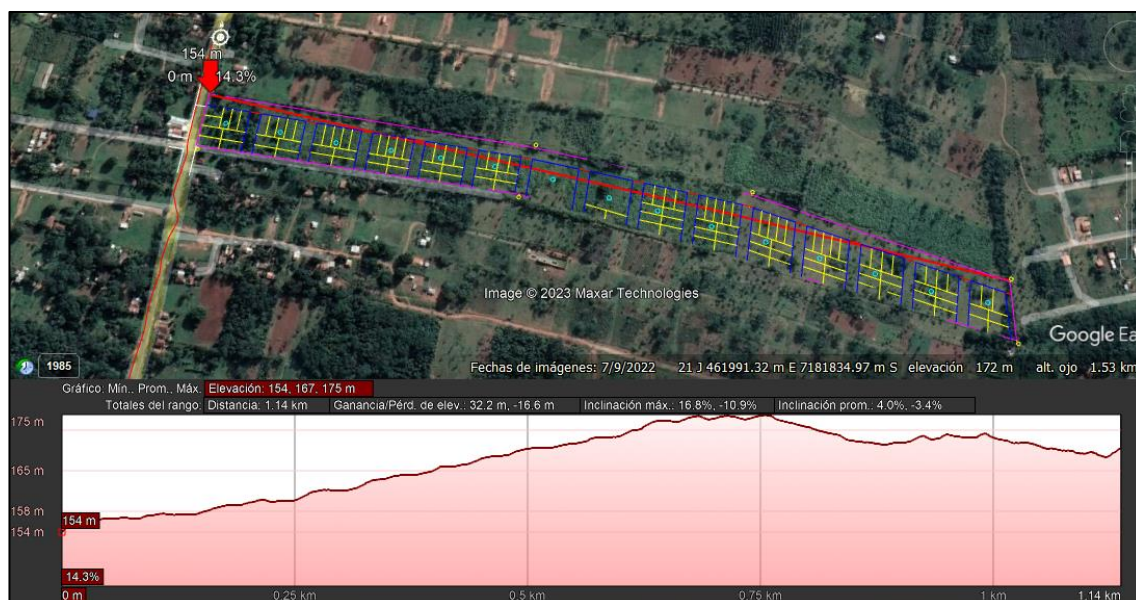 154 m
0 m 14.3%
Image © 2023 Maxar Technologies
Google Ea
1985
Fechas de imágenes: 7/9/2022 21 J 461991.32 m E 7181834.97 m S elevación 172 m alt. ojo 1.53 km
Gráfico: Mín., Prom., Máx. Elevación: 154, 167, 175 m
Totales del rango: Distancia: 1.14 km Ganancia/Pérd. de elev.: 32.2 m, -16.6 m Inclinación máx.: 16.8%, -10.9% Inclinación prom.: 4.0%, -3.4%
175 m
165 m
158 m
154 m
154 m
14.3%
0 m 0.25 km 0.5 km 0.75 km 1 km 1.14 km